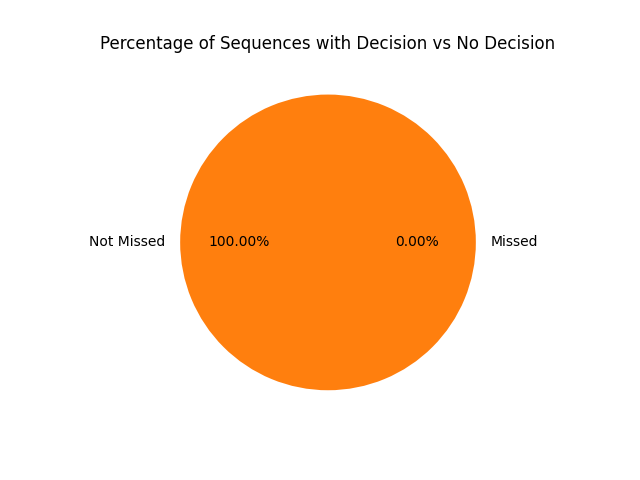 Percentage of Sequences with Decision vs No Decision
Not Missed
100.00%
0.00%
Missed